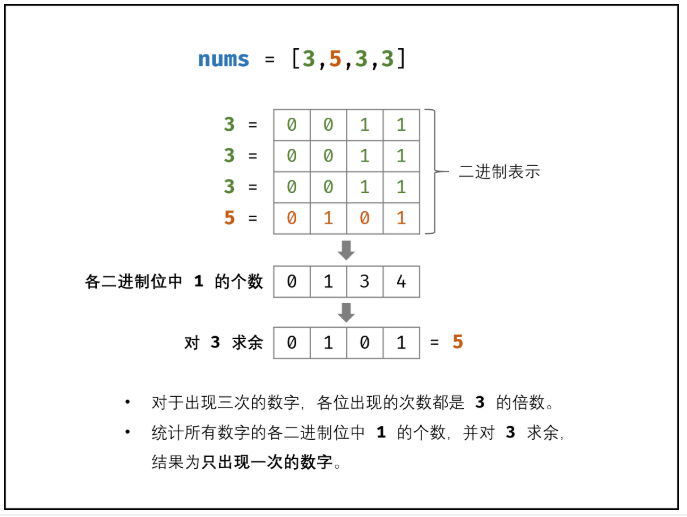 nums = [3,5,3,3]
3 = 0 0 1 1
3 = 0 0 1 1
3 = 0 0 1 1
二进制表示
5 = 0 1 0 1
各二进制位中 1 的个数 0 1 3 4
对 3 求余 0 1 0 1 = 5
• 对于出现三次的数字，各位出现的次数都是 3 的倍数。
• 统计所有数字的各二进制位中 1 的个数，并对 3 求余，
结果为只出现一次的数字。